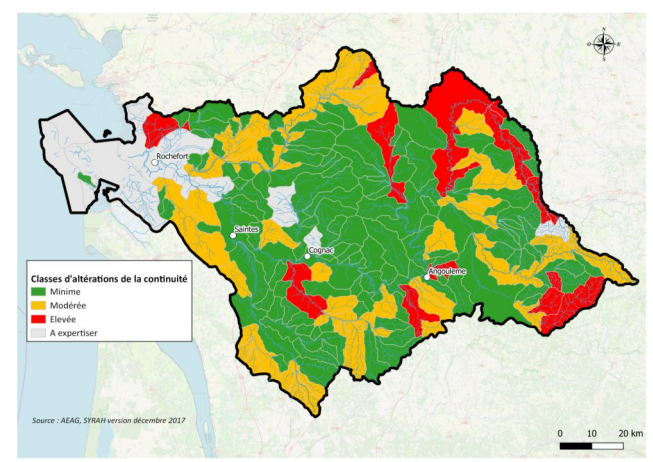 N
O
E
S
Rochefort
Saintes
Cognac
Angouleme
Classes d'altérations de la continuité
Minime
Modérée
Elevée
A expertiser
Source : AEAG, SYRAH version décembre 2017
0 10 20 km